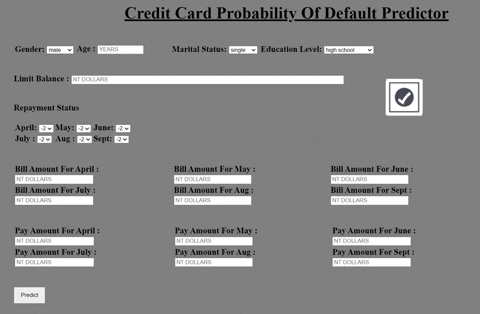 Credit Card Probability Of Default Predictor
Gender: male Age : YEARS Marital Status: single Education Level: high school
Limit Balance : NT DOLLARS
Repayment Status
April: -2 May: -2 June: -2
July : -2 Aug : -2 Sept: -2
Bill Amount For April : Bill Amount For May : Bill Amount For June :
NT DOLLARS NT DOLLARS NT DOLLARS
Bill Amount For July : Bill Amount For Aug : Bill Amount For Sept :
NT DOLLARS NT DOLLARS NT DOLLARS
Pay Amount For April : Pay Amount For May : Pay Amount For June :
NT DOLLARS NT DOLLARS NT DOLLARS
Pay Amount For July : Pay Amount For Aug : Pay Amount For Sept :
NT DOLLARS NT DOLLARS NT DOLLARS
Predict